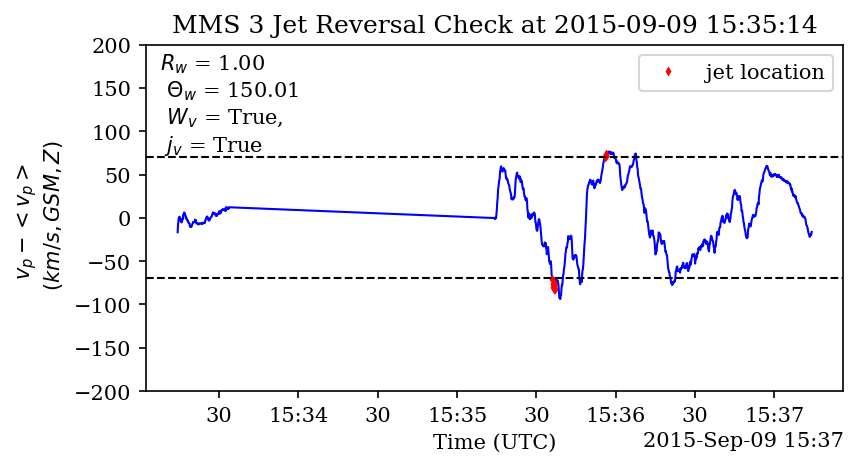 MMS 3 Jet Reversal Check at 2015-09-09 15:35:14
R_w = 1.00
Θ_w = 150.01
W_v = True,
j_v = True
jet location
200
150
100
50
0
−50
−100
−150
−200
v_p − < v_p >
(km/s, GSM, Z)
30 15:34 30 15:35 30 15:36 30 15:37
Time (UTC)
2015-Sep-09 15:37